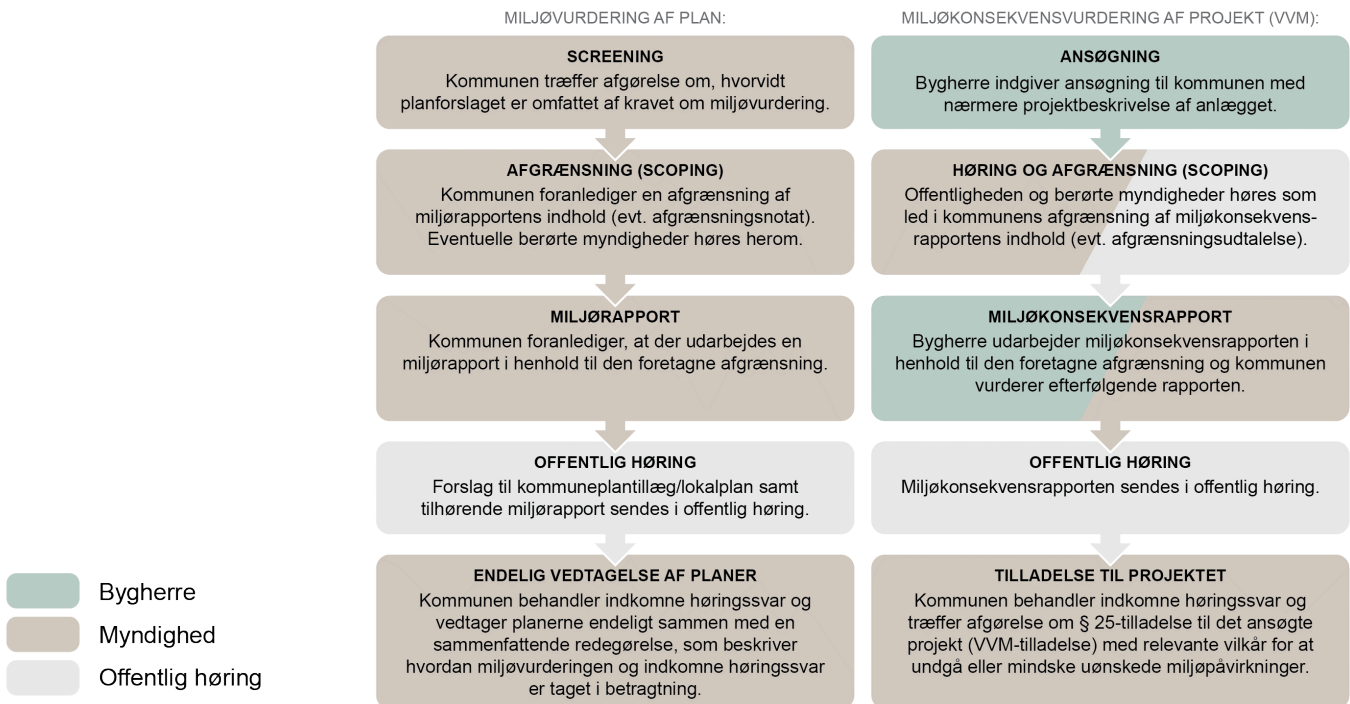 MILJØVURDERING AF PLAN:
SCREENING
Kommunen træffer afgørelse om, hvorvidt
planforslaget er omfattet af kravet om miljøvurdering.
AFGRÆNSNING (SCOPING)
Kommunen foranlediger en afgrænsning af
miljørapportens indhold (evt. afgrænsningsnotat).
Eventuelle berørte myndigheder høres herom.
MILJØRAPPORT
Kommunen foranlediger, at der udarbejdes en
miljørapport i henhold til den foretagne afgrænsning.
OFFENTLIG HØRING
Forslag til kommuneplantillæg/lokalplan samt
tilhørende miljørapport sendes i offentlig høring.
ENDELIG VEDTAGELSE AF PLANER
Kommunen behandler indkomne høringssvar og
vedtager planerne endeligt sammen med en
sammenfattende redegørelse, som beskriver
hvordan miljøvurderingen og indkomne høringssvar
er taget i betragtning.
MILJØKONSEKVENSVURDERING AF PROJEKT (VVM):
ANSØGNING
Bygherre indgiver ansøgning til kommunen med
nærmere projektbeskrivelse af anlægget.
HØRING OG AFGRÆNSNING (SCOPING)
Offentligheden og berørte myndigheder høres som
led i kommunens afgrænsning af miljøkonsekvens-
rapportens indhold (evt. afgrænsningsudtalelse).
MILJØKONSEKVENSRAPPORT
Bygherre udarbejder miljøkonsekvensrapporten i
henhold til den foretagne afgrænsning og kommunen
vurderer efterfølgende rapporten.
OFFENTLIG HØRING
Miljøkonsekvensrapporten sendes i offentlig høring.
TILLADELSE TIL PROJEKTET
Kommunen behandler indkomne høringssvar og
træffer afgørelse om § 25-tilladelse til det ansøgte
projekt (VVM-tilladelse) med relevante vilkår for at
undgå eller mindske uønskede miljøpåvirkninger.
Bygherre
Myndighed
Offentlig høring